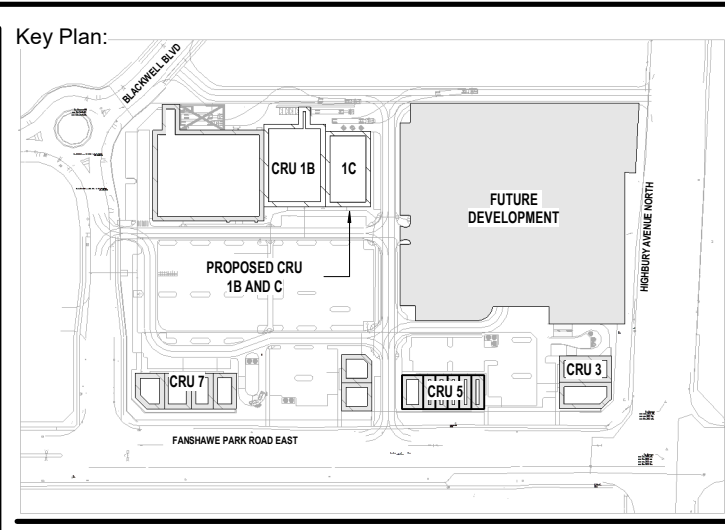 Key Plan:
BLACKWELL BLVD
CRU 1B
1C
FUTURE
DEVELOPMENT
HIGHBURY AVENUE NORTH
PROPOSED CRU
1B AND C
CRU 7
CRU 5
CRU 3
FANSHAWE PARK ROAD EAST